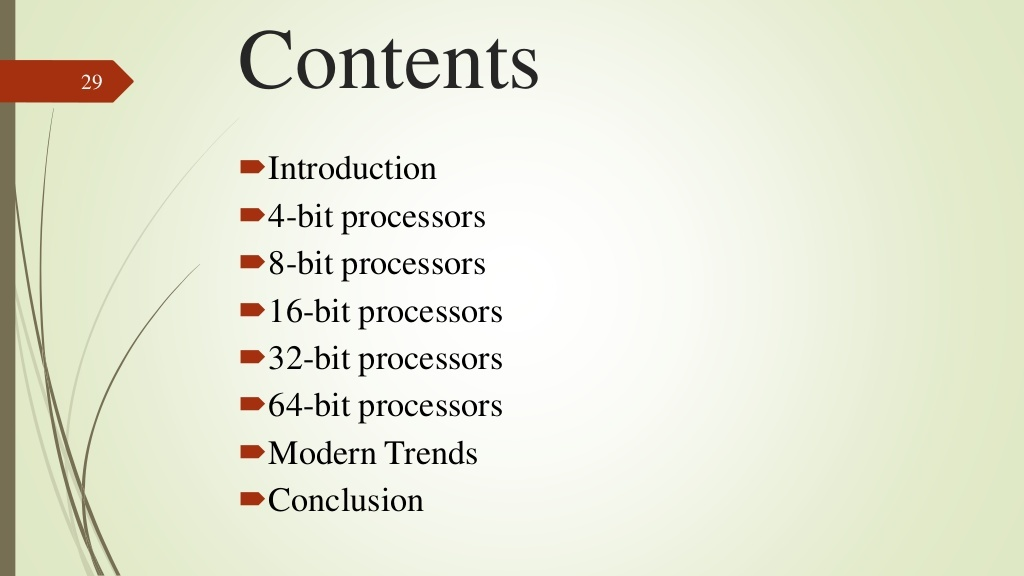 Contents
29
Introduction
4-bit processors
8-bit processors
16-bit processors
32-bit processors
64-bit processors
Modern Trends
Conclusion